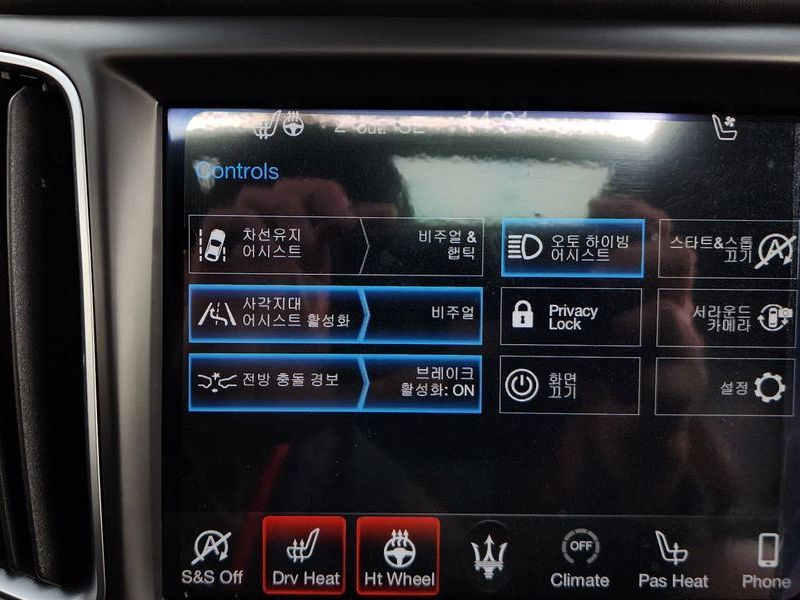 Controls
차선유지
어시스트
비주얼 &
햅틱
오토 하이빔
어시스트
스타트&스톱
끄기
사각지대
어시스트 활성화
비주얼
Privacy
Lock
서라운드
카메라
전방 충돌 경보
브레이크
활성화: ON
화면
끄기
설정
S&S Off
Drv Heat
Ht Wheel
OFF
Climate
Pas Heat
Phone